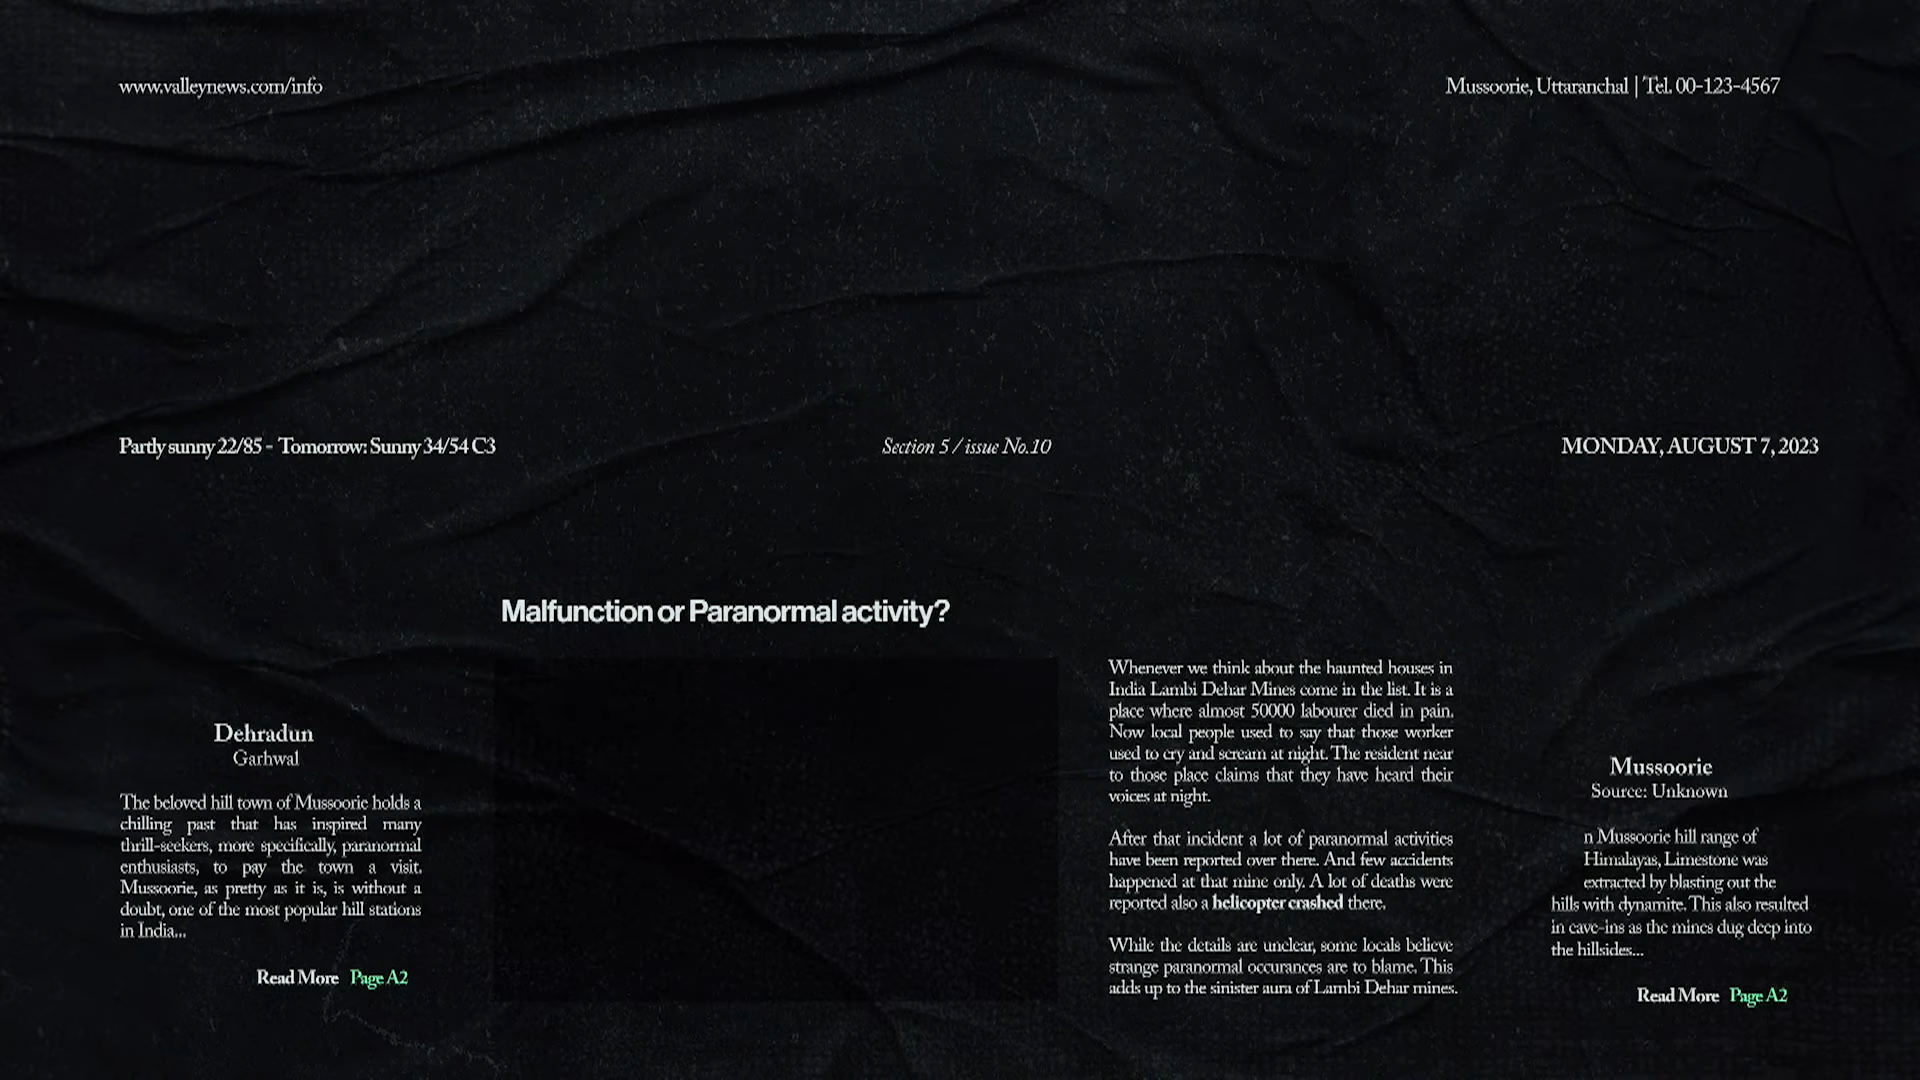 www.valleynews.com/info
Mussoorie, Uttaranchal | Tel. 00-123-4567
Partly sunny 22/85 - Tomorrow: Sunny 34/54 C3
Section 5 / issue No.10
MONDAY, AUGUST 7, 2023
Malfunction or Paranormal activity?
Dehradun
Garhwal
The beloved hill town of Mussoorie holds a
chilling past that has inspired many
thrill-seekers, more specifically, paranormal
enthusiasts, to pay the town a visit.
Mussoorie, as pretty as it is, is without a
doubt, one of the most popular hill stations
in India...
Read More Page A2
Whenever we think about the haunted houses in
India Lambi Dehar Mines come in the list. It is a
place where almost 50000 labourer died in pain.
Now local people used to say that those worker
used to cry and scream at night. The resident near
to those place claims that they have heard their
voices at night.
After that incident a lot of paranormal activities
have been reported over there. And few accidents
happened at that mine only. A lot of deaths were
reported also a helicopter crashed there.
While the details are unclear, some locals believe
strange paranormal occurances are to blame. This
adds up to the sinister aura of Lambi Dehar mines.
Mussoorie
Source: Unknown
n Mussoorie hill range of
Himalayas, Limestone was
extracted by blasting out the
hills with dynamite. This also resulted
in cave-ins as the mines dug deep into
the hillsides...
Read More Page A2